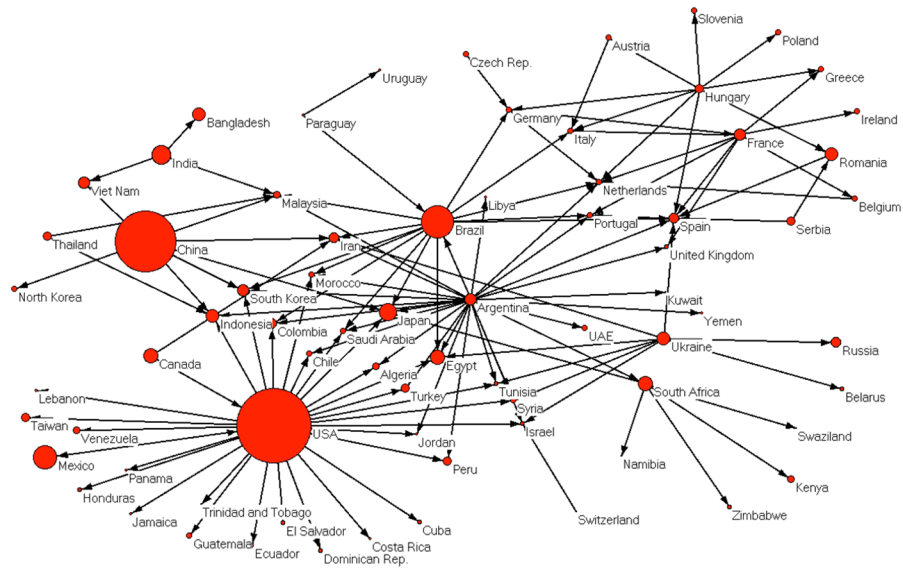 Slovenia
Poland
Austria
Czech Rep.
Uruguay
Greece
Hungary
Bangladesh
Paraguay
Germany
Italy
France
Ireland
India
Romania
Viet Nam
Malaysia
Libya
Netherlands
Belgium
Thailand
China
Iran
Brazil
Portugal
Spain
Serbia
United Kingdom
North Korea
South Korea
Morocco
Argentina
Kuwait
Yemen
Indonesia
Colombia
Japan
Saudi Arabia
UAE
Ukraine
Russia
Canada
Chile
Algeria
Egypt
Lebanon
Turkey
Tunisia
South Africa
Belarus
Syria
Taiwan
Venezuela
USA
Jordan
Israel
Swaziland
Mexico
Panama
Peru
Namibia
Honduras
Kenya
Jamaica
Trinidad and Tobago
Switzerland
Zimbabwe
Guatemala
El Salvador
Cuba
Ecuador
Costa Rica
Dominican Rep.